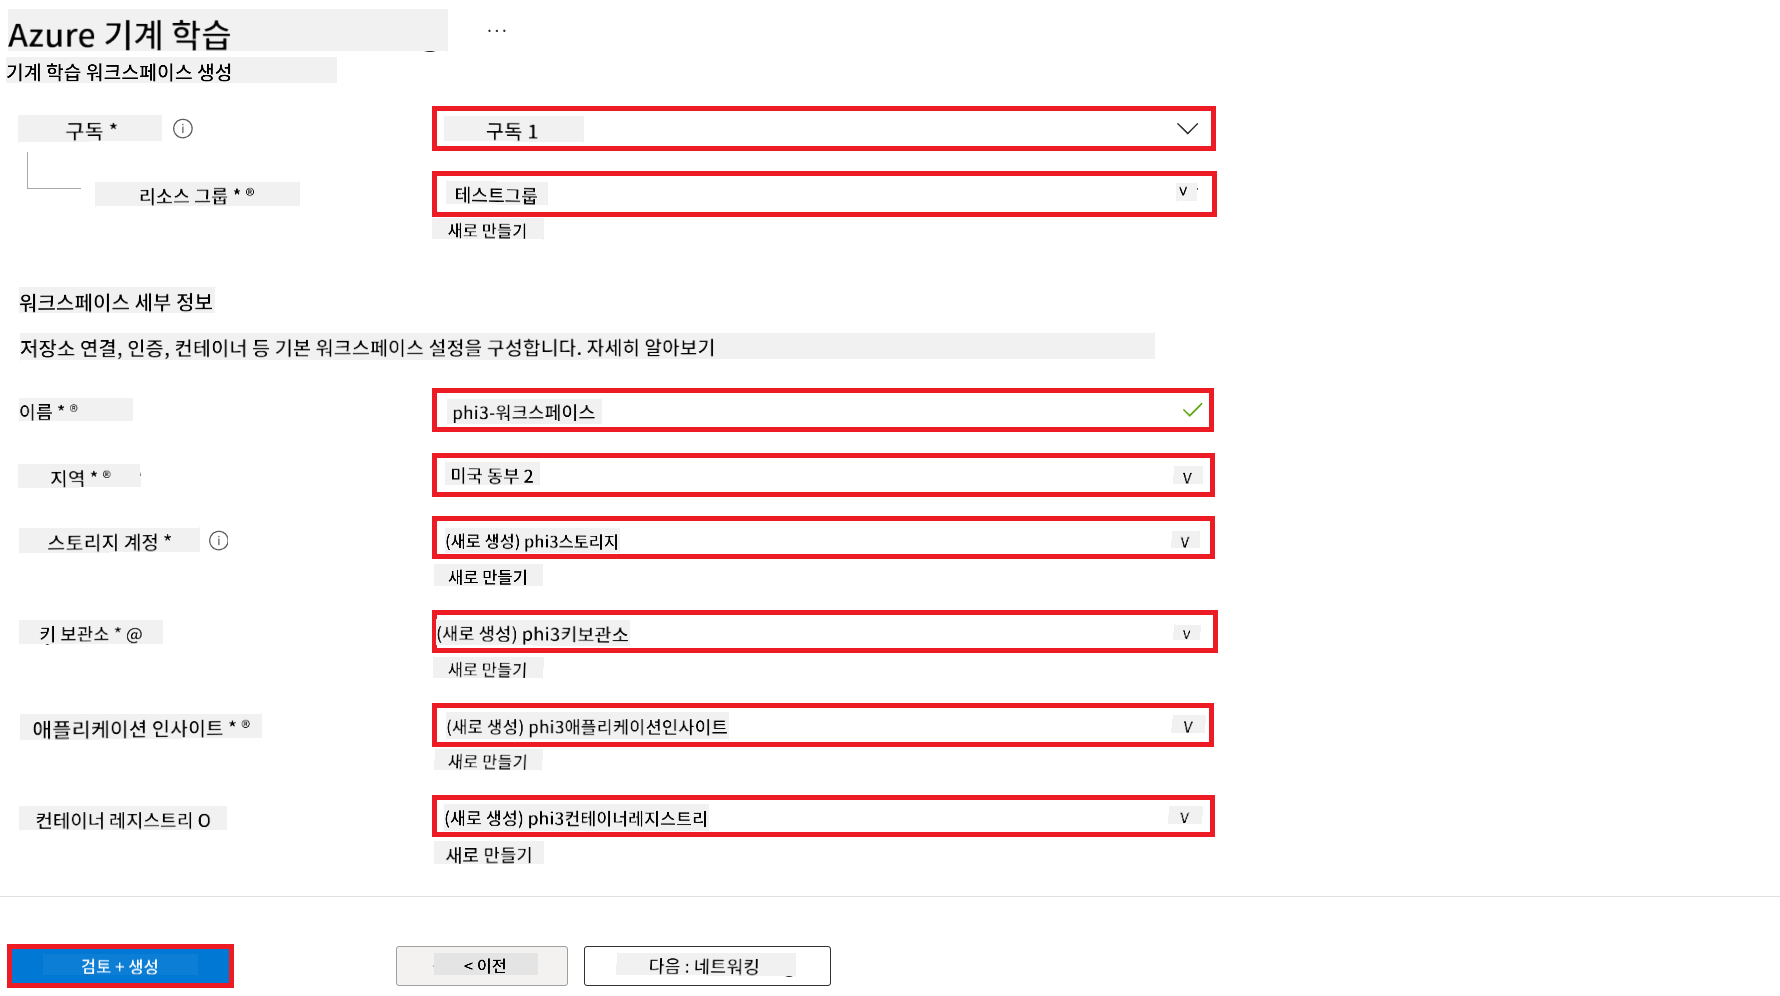 Azure 기계 학습 ...
기계 학습 워크스페이스 생성
구독 * ⓘ
구독 1
리소스 그룹 * ®
테스트그룹 v
새로 만들기
워크스페이스 세부 정보
저장소 연결, 인증, 컨테이너 등 기본 워크스페이스 설정을 구성합니다. 자세히 알아보기
이름 * ®
phi3-워크스페이스
지역 * ®
미국 동부 2 v
스토리지 계정 * ⓘ
(새로 생성) phi3스토리지 v
새로 만들기
키 보관소 * @
(새로 생성) phi3키보관소 v
새로 만들기
애플리케이션 인사이트 * ®
(새로 생성) phi3애플리케이션인사이트 v
새로 만들기
컨테이너 레지스트리 O
(새로 생성) phi3컨테이너레지스트리 v
새로 만들기
검토 + 생성
< 이전
다음 : 네트워킹